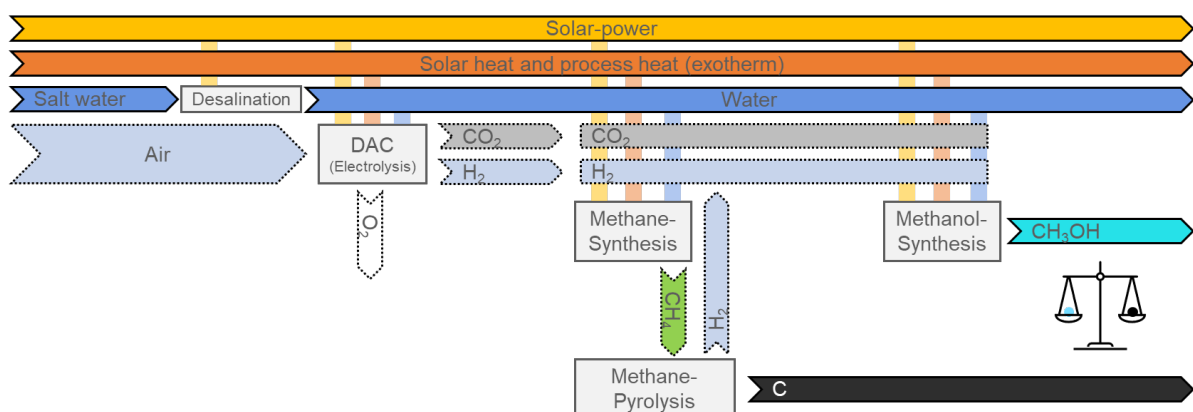 Solar-power
Solar heat and process heat (exotherm)
Salt water
Desalination
Water
Air
DAC
(Electrolysis)
CO₂
H₂
CO₂
H₂
O₂
Methane-
Synthesis
Methanol-
Synthesis
CH₃OH
CH₄
H₂
Methane-
Pyrolysis
C